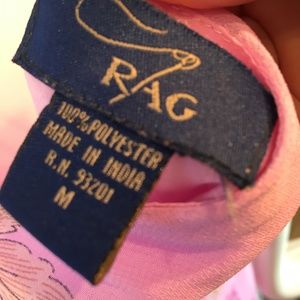 RAG
100% POLYESTER
MADE IN INDIA
R.N. 93201
M